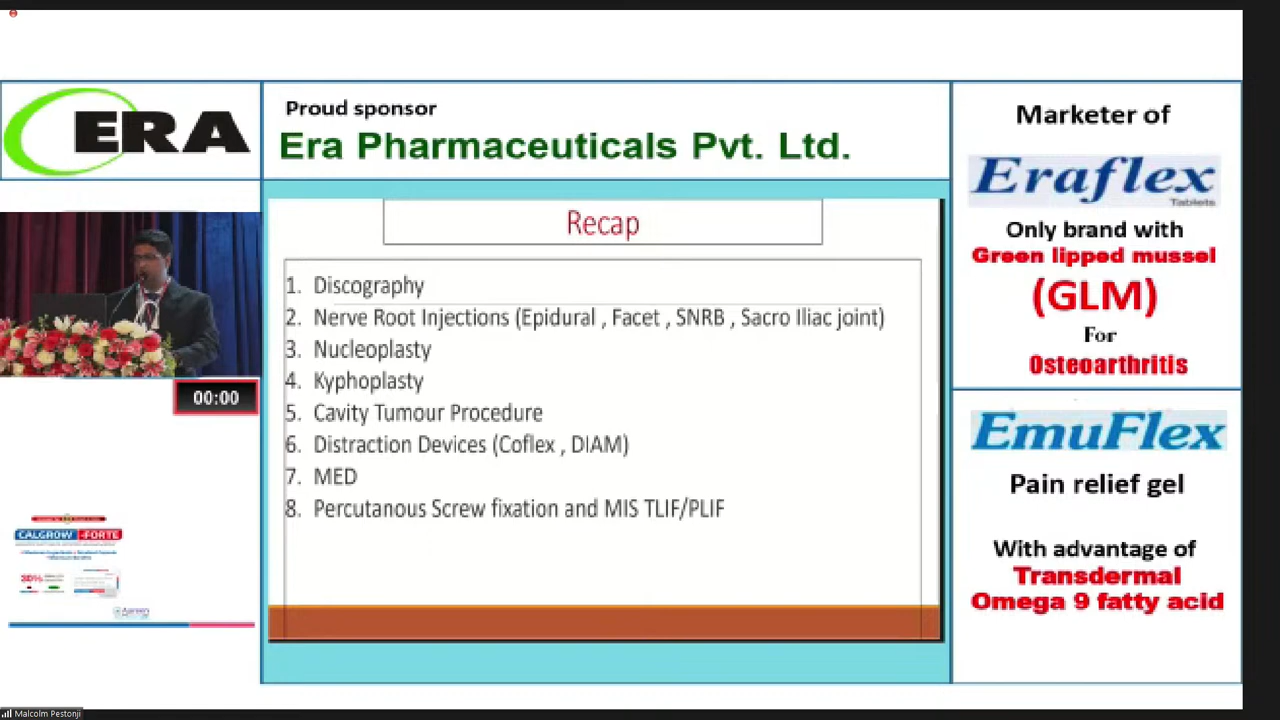 ERA
Proud sponsor
Era Pharmaceuticals Pvt. Ltd.
Recap
1. Discography
2. Nerve Root Injections (Epidural , Facet , SNRB , Sacro Iliac joint)
3. Nucleoplasty
4. Kyphoplasty
5. Cavity Tumour Procedure
6. Distraction Devices (Coflex , DIAM)
7. MED
8. Percutanous Screw fixation and MIS TLIF/PLIF
00:00
CALGROW-FORTE
30%
Marketer of
Eraflex
Tablets
Only brand with
Green lipped mussel
(GLM)
For
Osteoarthritis
EmuFlex
Pain relief gel
With advantage of
Transdermal
Omega 9 fatty acid
Malcolm Pestonji